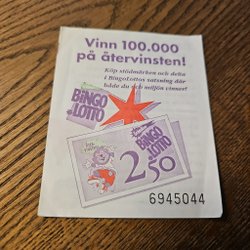 Vinn 100.000
på återvinsten!
Köp stödmärken och delta
i BingoLottos satsning där
både du och miljön vinner!
BINGO
LOTTO
BINGO
LOTTO
2 50
6945044